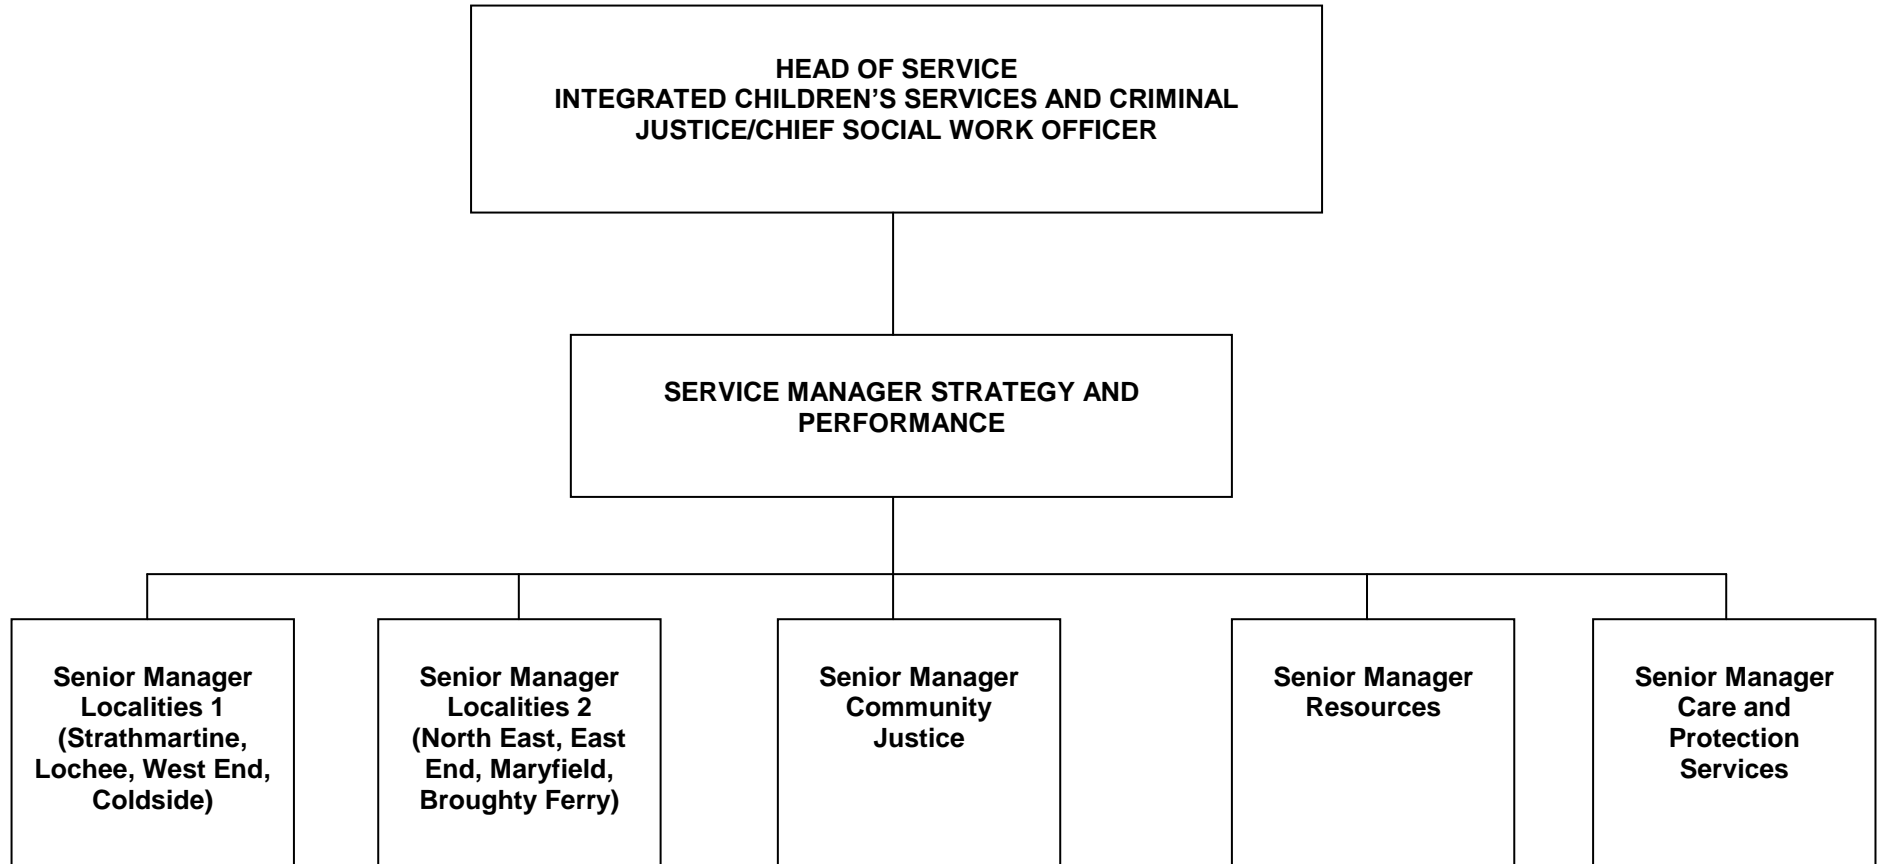 HEAD OF SERVICE
INTEGRATED CHILDREN’S SERVICES AND CRIMINAL
JUSTICE/CHIEF SOCIAL WORK OFFICER
SERVICE MANAGER STRATEGY AND
PERFORMANCE
Senior Manager
Localities 1
(Strathmartine,
Lochee, West End,
Coldside)
Senior Manager
Localities 2
(North East, East
End, Maryfield,
Broughty Ferry)
Senior Manager
Community
Justice
Senior Manager
Resources
Senior Manager
Care and
Protection
Services